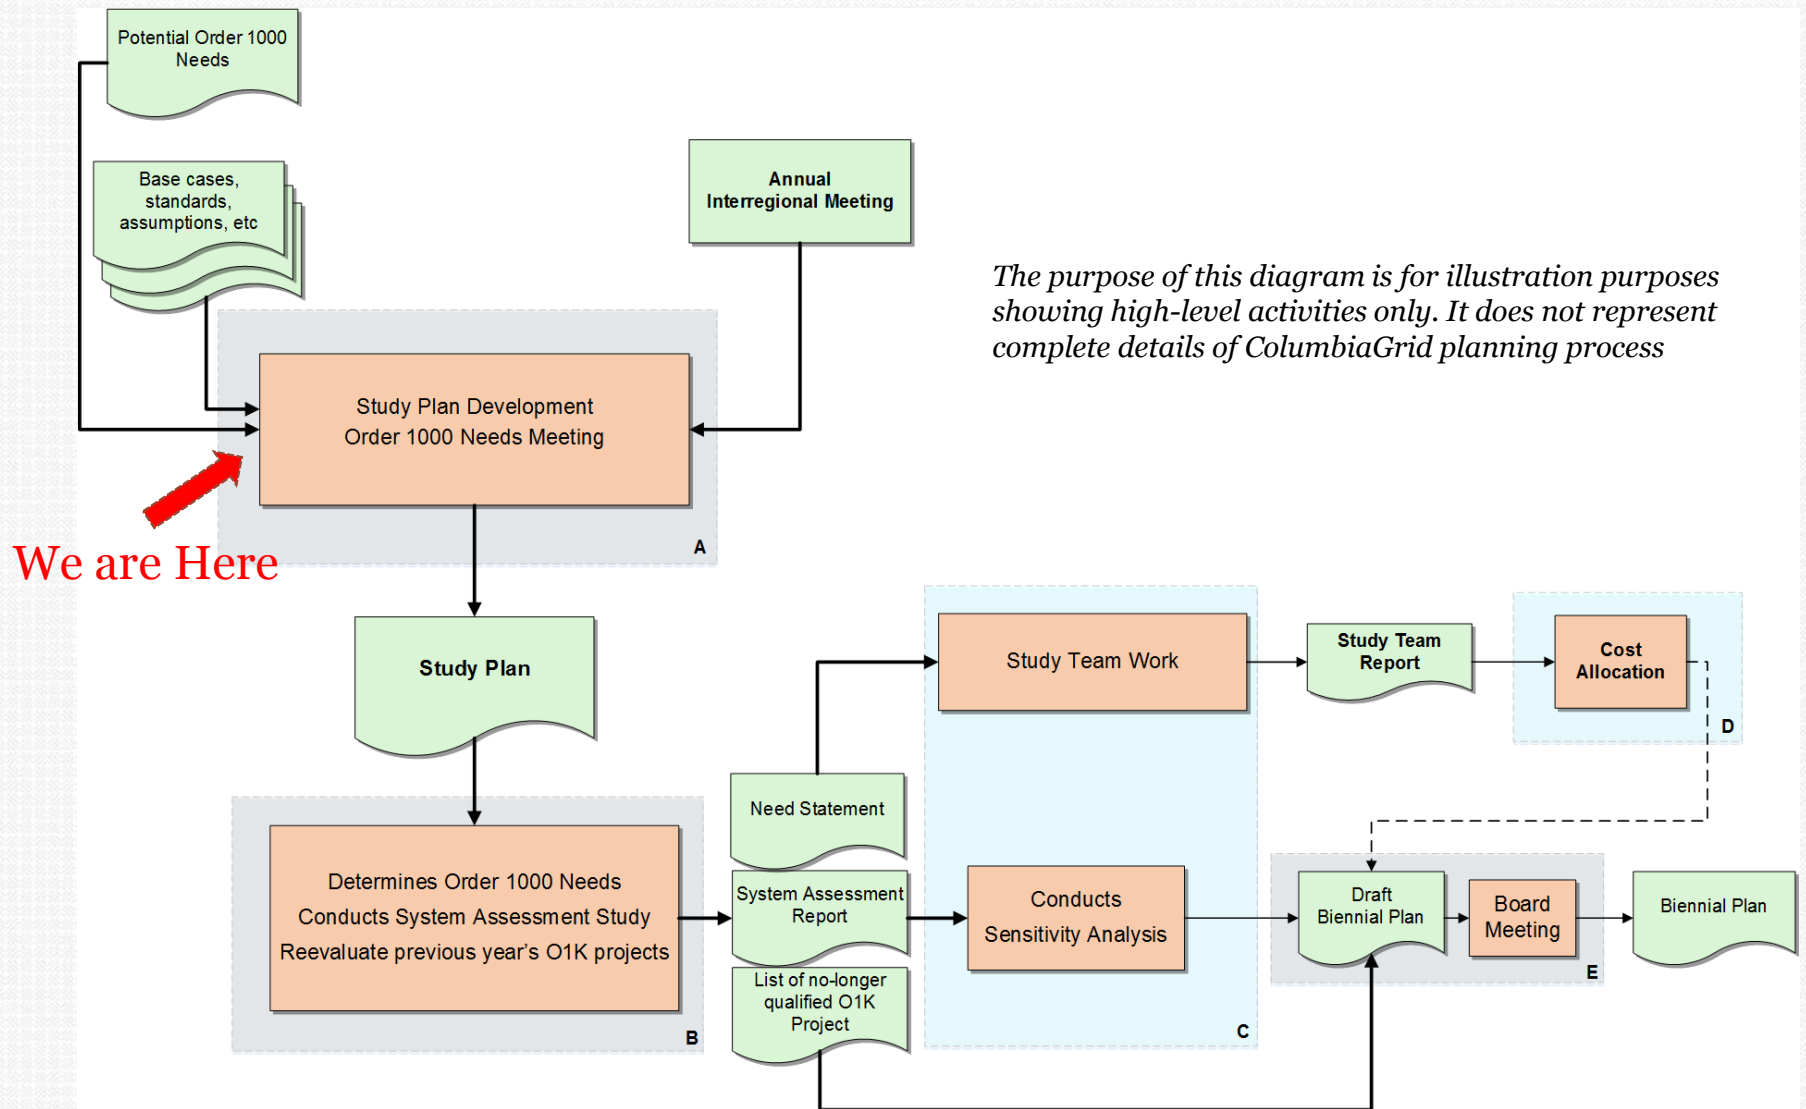 Potential Order 1000
Needs
Base cases,
standards,
assumptions, etc
Annual
Interregional Meeting
The purpose of this diagram is for illustration purposes
showing high-level activities only. It does not represent
complete details of ColumbiaGrid planning process
Study Plan Development
Order 1000 Needs Meeting
A
We are Here
Study Plan
Study Team Work
Study Team
Report
Cost
Allocation
D
Need Statement
Determines Order 1000 Needs
Conducts System Assessment Study
Reevaluate previous year's O1K projects
B
System Assessment
Report
List of no-longer
qualified O1K
Project
Conducts
Sensitivity Analysis
C
Draft
Biennial Plan
Board
Meeting
E
Biennial Plan